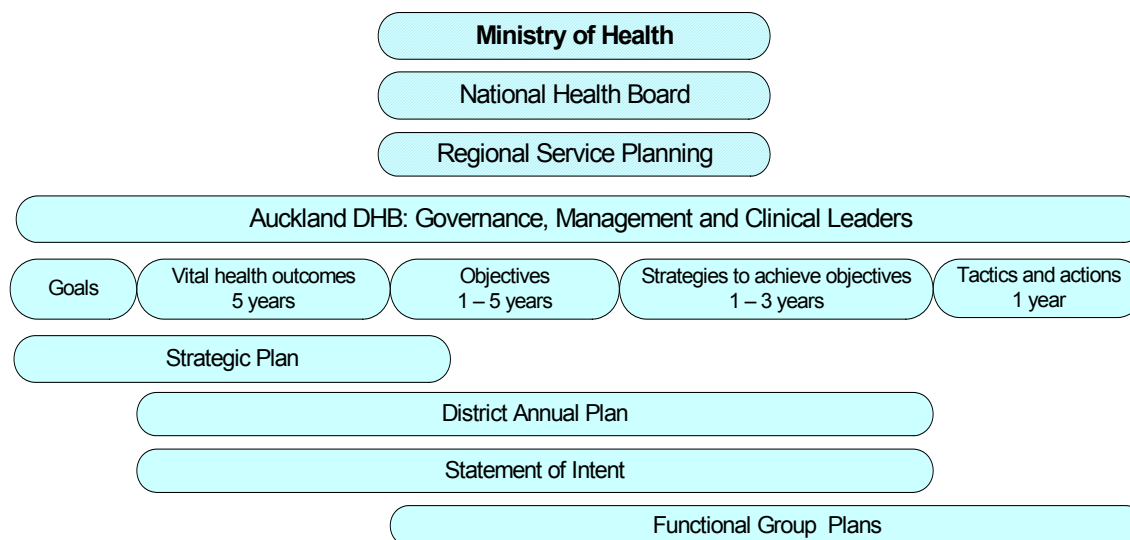 Ministry of Health
National Health Board
Regional Service Planning
Auckland DHB: Governance, Management and Clinical Leaders
Goals
Vital health outcomes
5 years
Objectives
1 – 5 years
Strategies to achieve objectives
1 – 3 years
Tactics and actions
1 year
Strategic Plan
District Annual Plan
Statement of Intent
Functional Group Plans